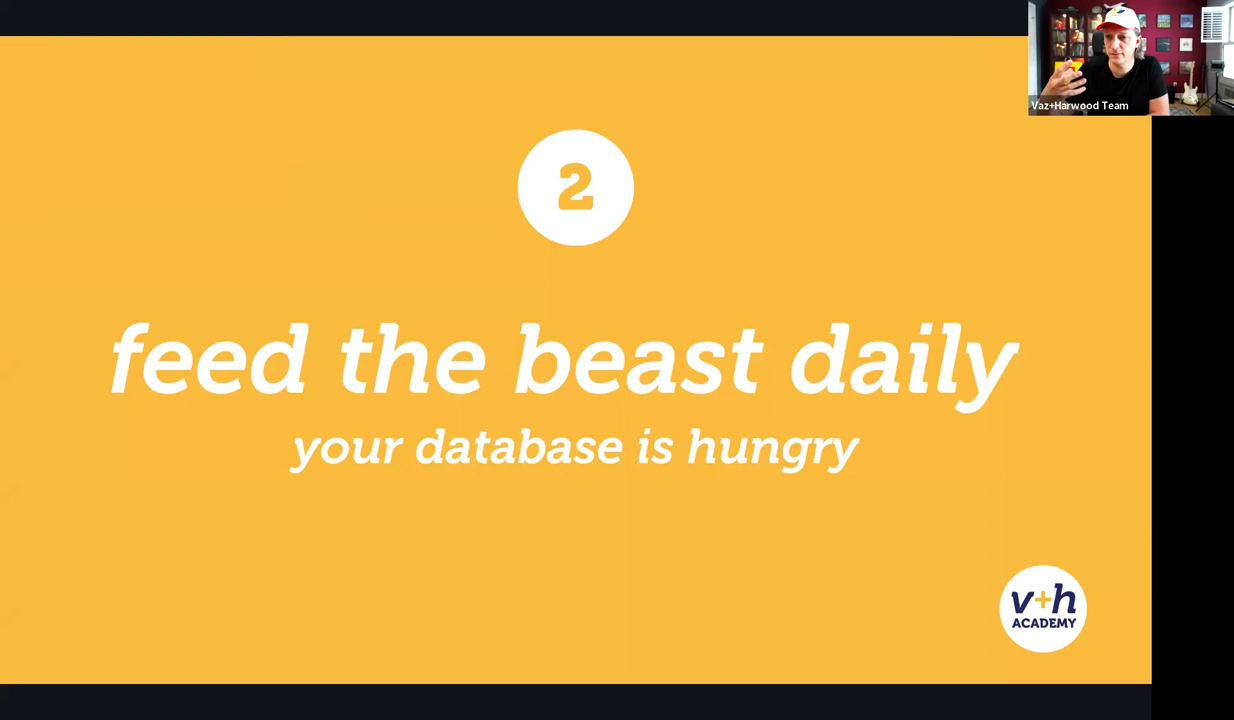 Vaz+Harwood Team
2
feed the beast daily
your database is hungry
v+h
ACADEMY